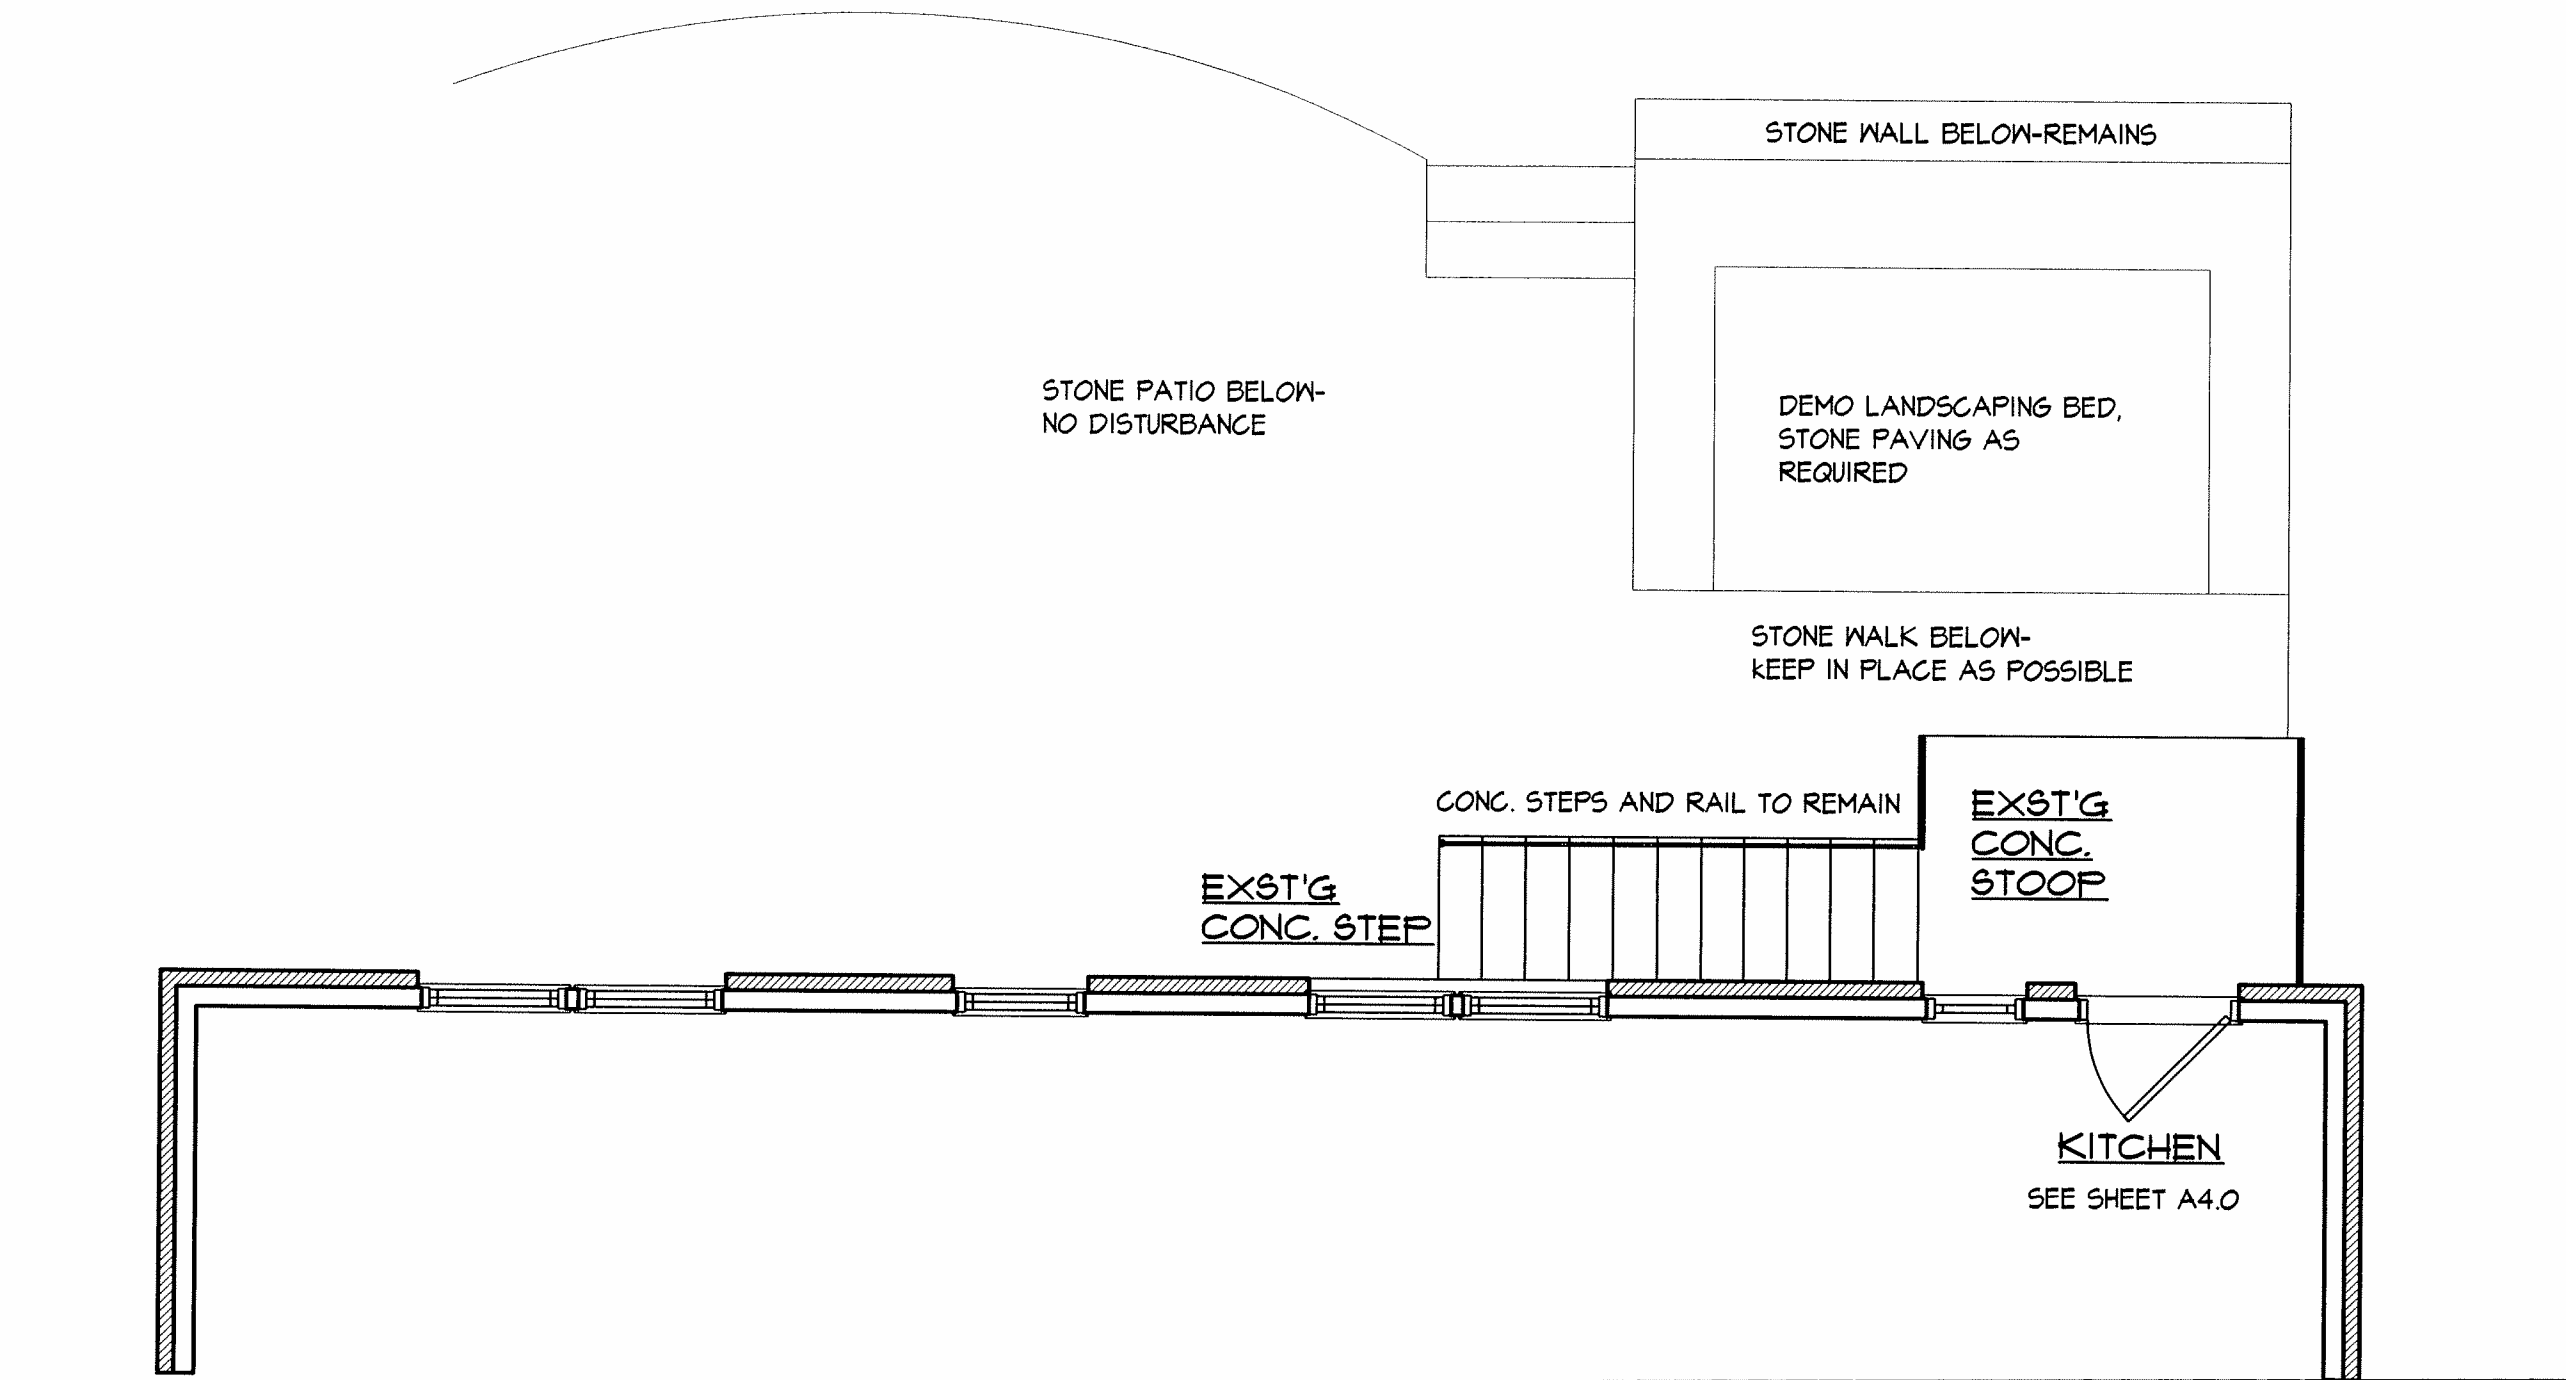 STONE WALL BELOW-REMAINS
STONE PATIO BELOW-
NO DISTURBANCE
DEMO LANDSCAPING BED,
STONE PAVING AS
REQUIRED
STONE WALK BELOW-
KEEP IN PLACE AS POSSIBLE
CONC. STEPS AND RAIL TO REMAIN
EXST'G
CONC.
STOOP
EXST'G
CONC. STEP
KITCHEN
SEE SHEET A4.0